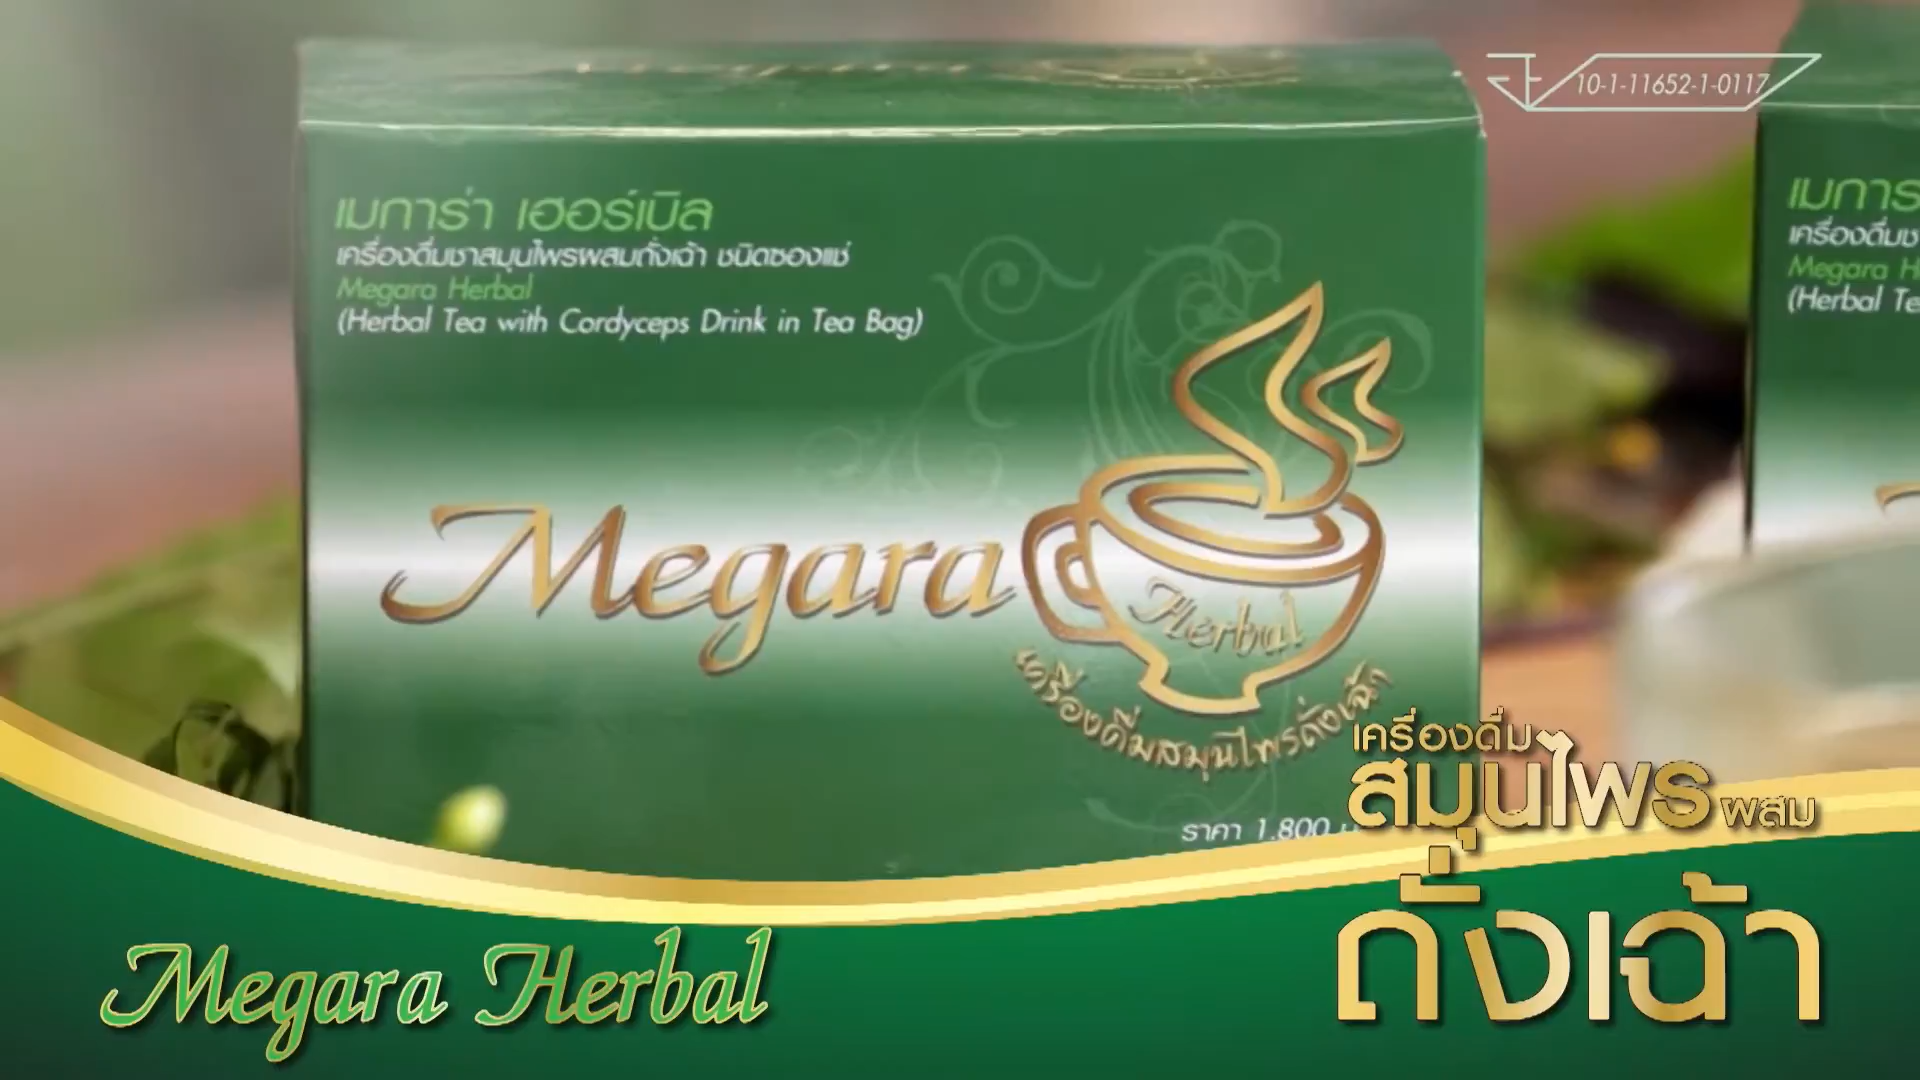 10-1-11652-1-0117
เมการ่า เฮอร์เบิล
เครื่องดื่มชาสมุนไพรผสมถั่งเฉ้า ชนิดซองแช่
Megara Herbal
(Herbal Tea with Cordyceps Drink in Tea Bag)
เมการ
เครื่องดื่มช
Megara H
(Herbal Te
Megara
Herbal
เครื่องดื่มสมุนไพรถั่งเฉ้า
ราคา 1,800
เครื่องดื่ม
สมุนไพร ผสม
ถั่งเฉ้า
Megara Herbal